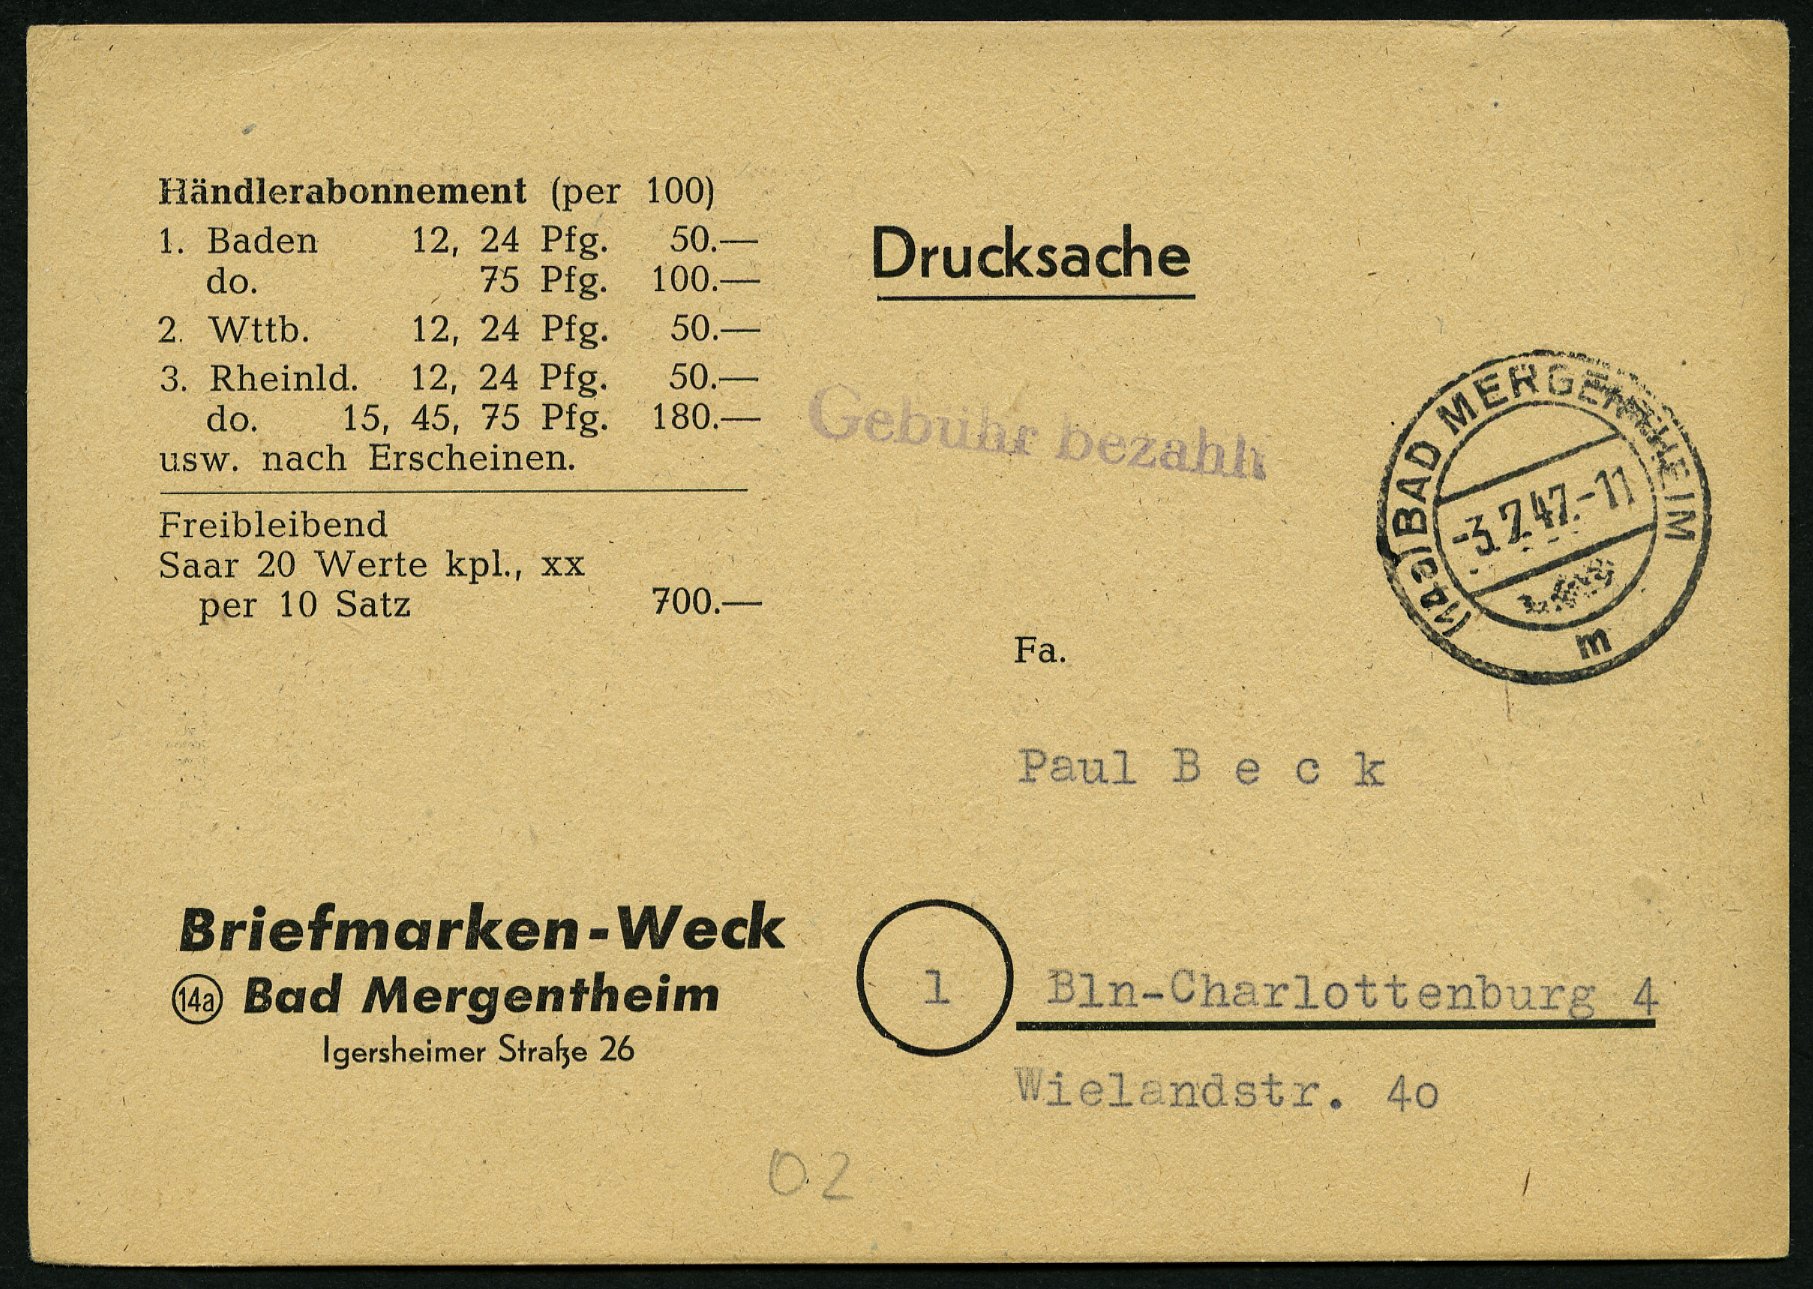 Händlerabonnement (per 100)
1. Baden 12, 24 Pfg. 50.—
do. 75 Pfg. 100.—
2. Wttb. 12, 24 Pfg. 50.—
3. Rheinld. 12, 24 Pfg. 50.—
do. 15, 45, 75 Pfg. 180.—
usw. nach Erscheinen.
Freibleibend
Saar 20 Werte kpl., xx
per 10 Satz 700.—
Drucksache
Gebühr bezahlt
(14a) BAD MERGENTHEIM
-3.7.47.-11
m
Fa.
Paul B e c k
1 Bln-Charlottenburg 4
Wielandstr. 4o
Briefmarken-Weck
14a Bad Mergentheim
Igersheimer Straße 26
02